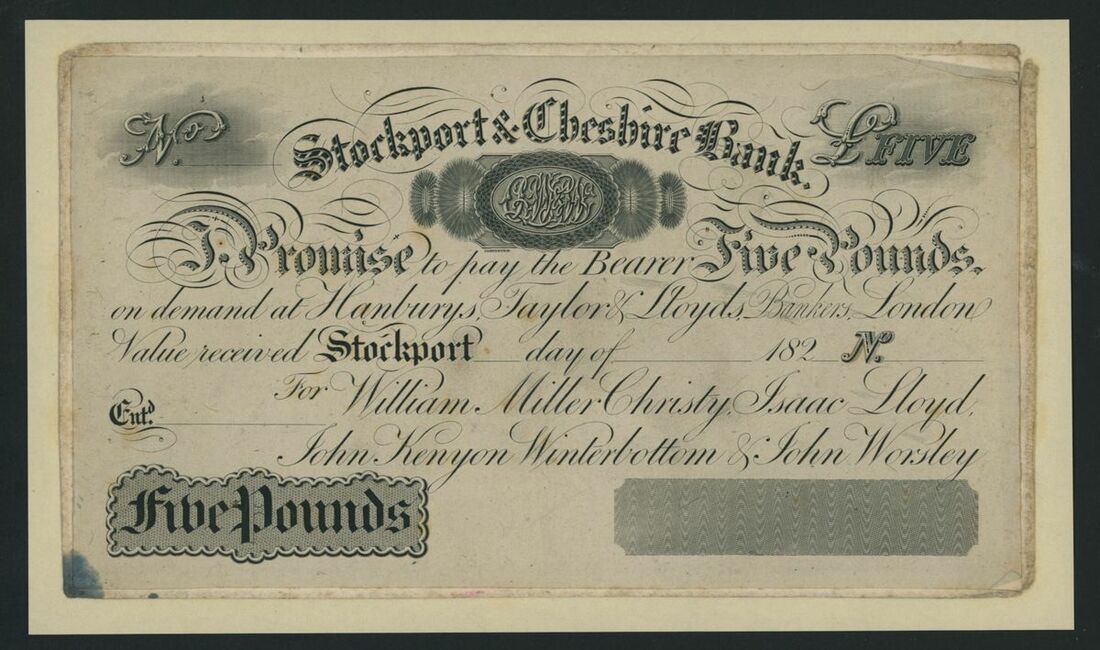 No.
Stockport & Cheshire Bank.
£ FIVE
I Promise to pay the Bearer Five Pounds.
on demand at Hanburys, Taylor & Lloyds, Bankers, London
Value received Stockport day of 182 No.
For William Miller Christy, Isaac Lloyd,
Entd.
John Kenyon Winterbottom & John Worsley
Five Pounds